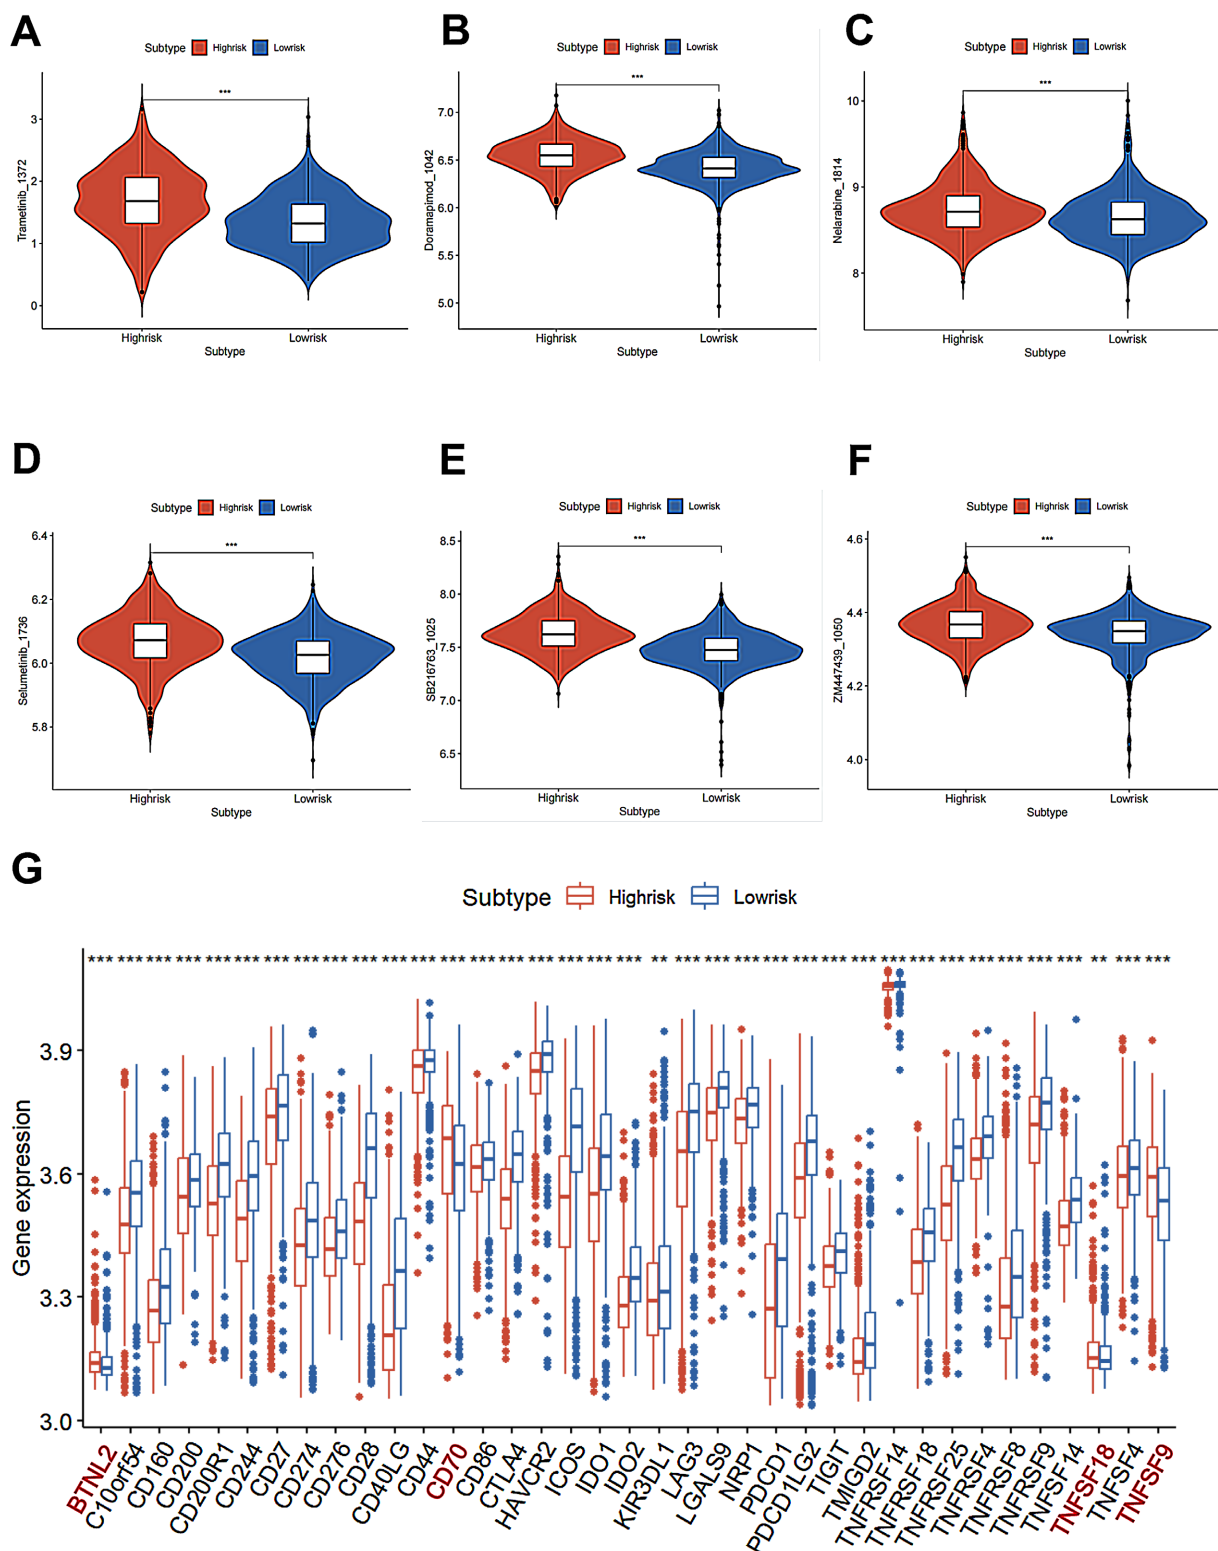 A
Subtype Highrisk Lowrisk
***
Trametinib_1372
3
2
1
0
Highrisk Lowrisk
Subtype
B
Subtype Highrisk Lowrisk
***
Doramapimod_1042
7.0
6.5
6.0
5.5
5.0
Highrisk Lowrisk
Subtype
C
Subtype Highrisk Lowrisk
***
Nelarabine_1814
10
9
8
Highrisk Lowrisk
Subtype
D
Subtype Highrisk Lowrisk
***
Selumetinib_1736
6.4
6.2
6.0
5.8
Highrisk Lowrisk
Subtype
E
Subtype Highrisk Lowrisk
***
SB216763_1025
8.5
8.0
7.5
7.0
6.5
Highrisk Lowrisk
Subtype
F
Subtype Highrisk Lowrisk
***
ZM447439_1050
4.6
4.4
4.2
4.0
Highrisk Lowrisk
Subtype
G
Subtype Highrisk Lowrisk
*** *** *** *** *** *** *** *** *** *** *** *** *** *** *** *** *** *** *** ** *** *** *** *** *** *** *** *** *** *** *** *** *** *** ** *** ***
Gene expression
3.9
3.6
3.3
3.0
BTNL2
C10orf54
CD160
CD200
CD200R1
CD244
CD27
CD274
CD276
CD28
CD40LG
CD44
CD70
CD86
CTLA4
HAVCR2
ICOS
IDO1
IDO2
KIR3DL1
LAG3
LGALS9
NRP1
PDCD1
PDCD1LG2
TIGIT
TMIGD2
TNFRSF14
TNFRSF18
TNFRSF25
TNFRSF4
TNFRSF8
TNFRSF9
TNFSF14
TNFSF18
TNFSF4
TNFSF9